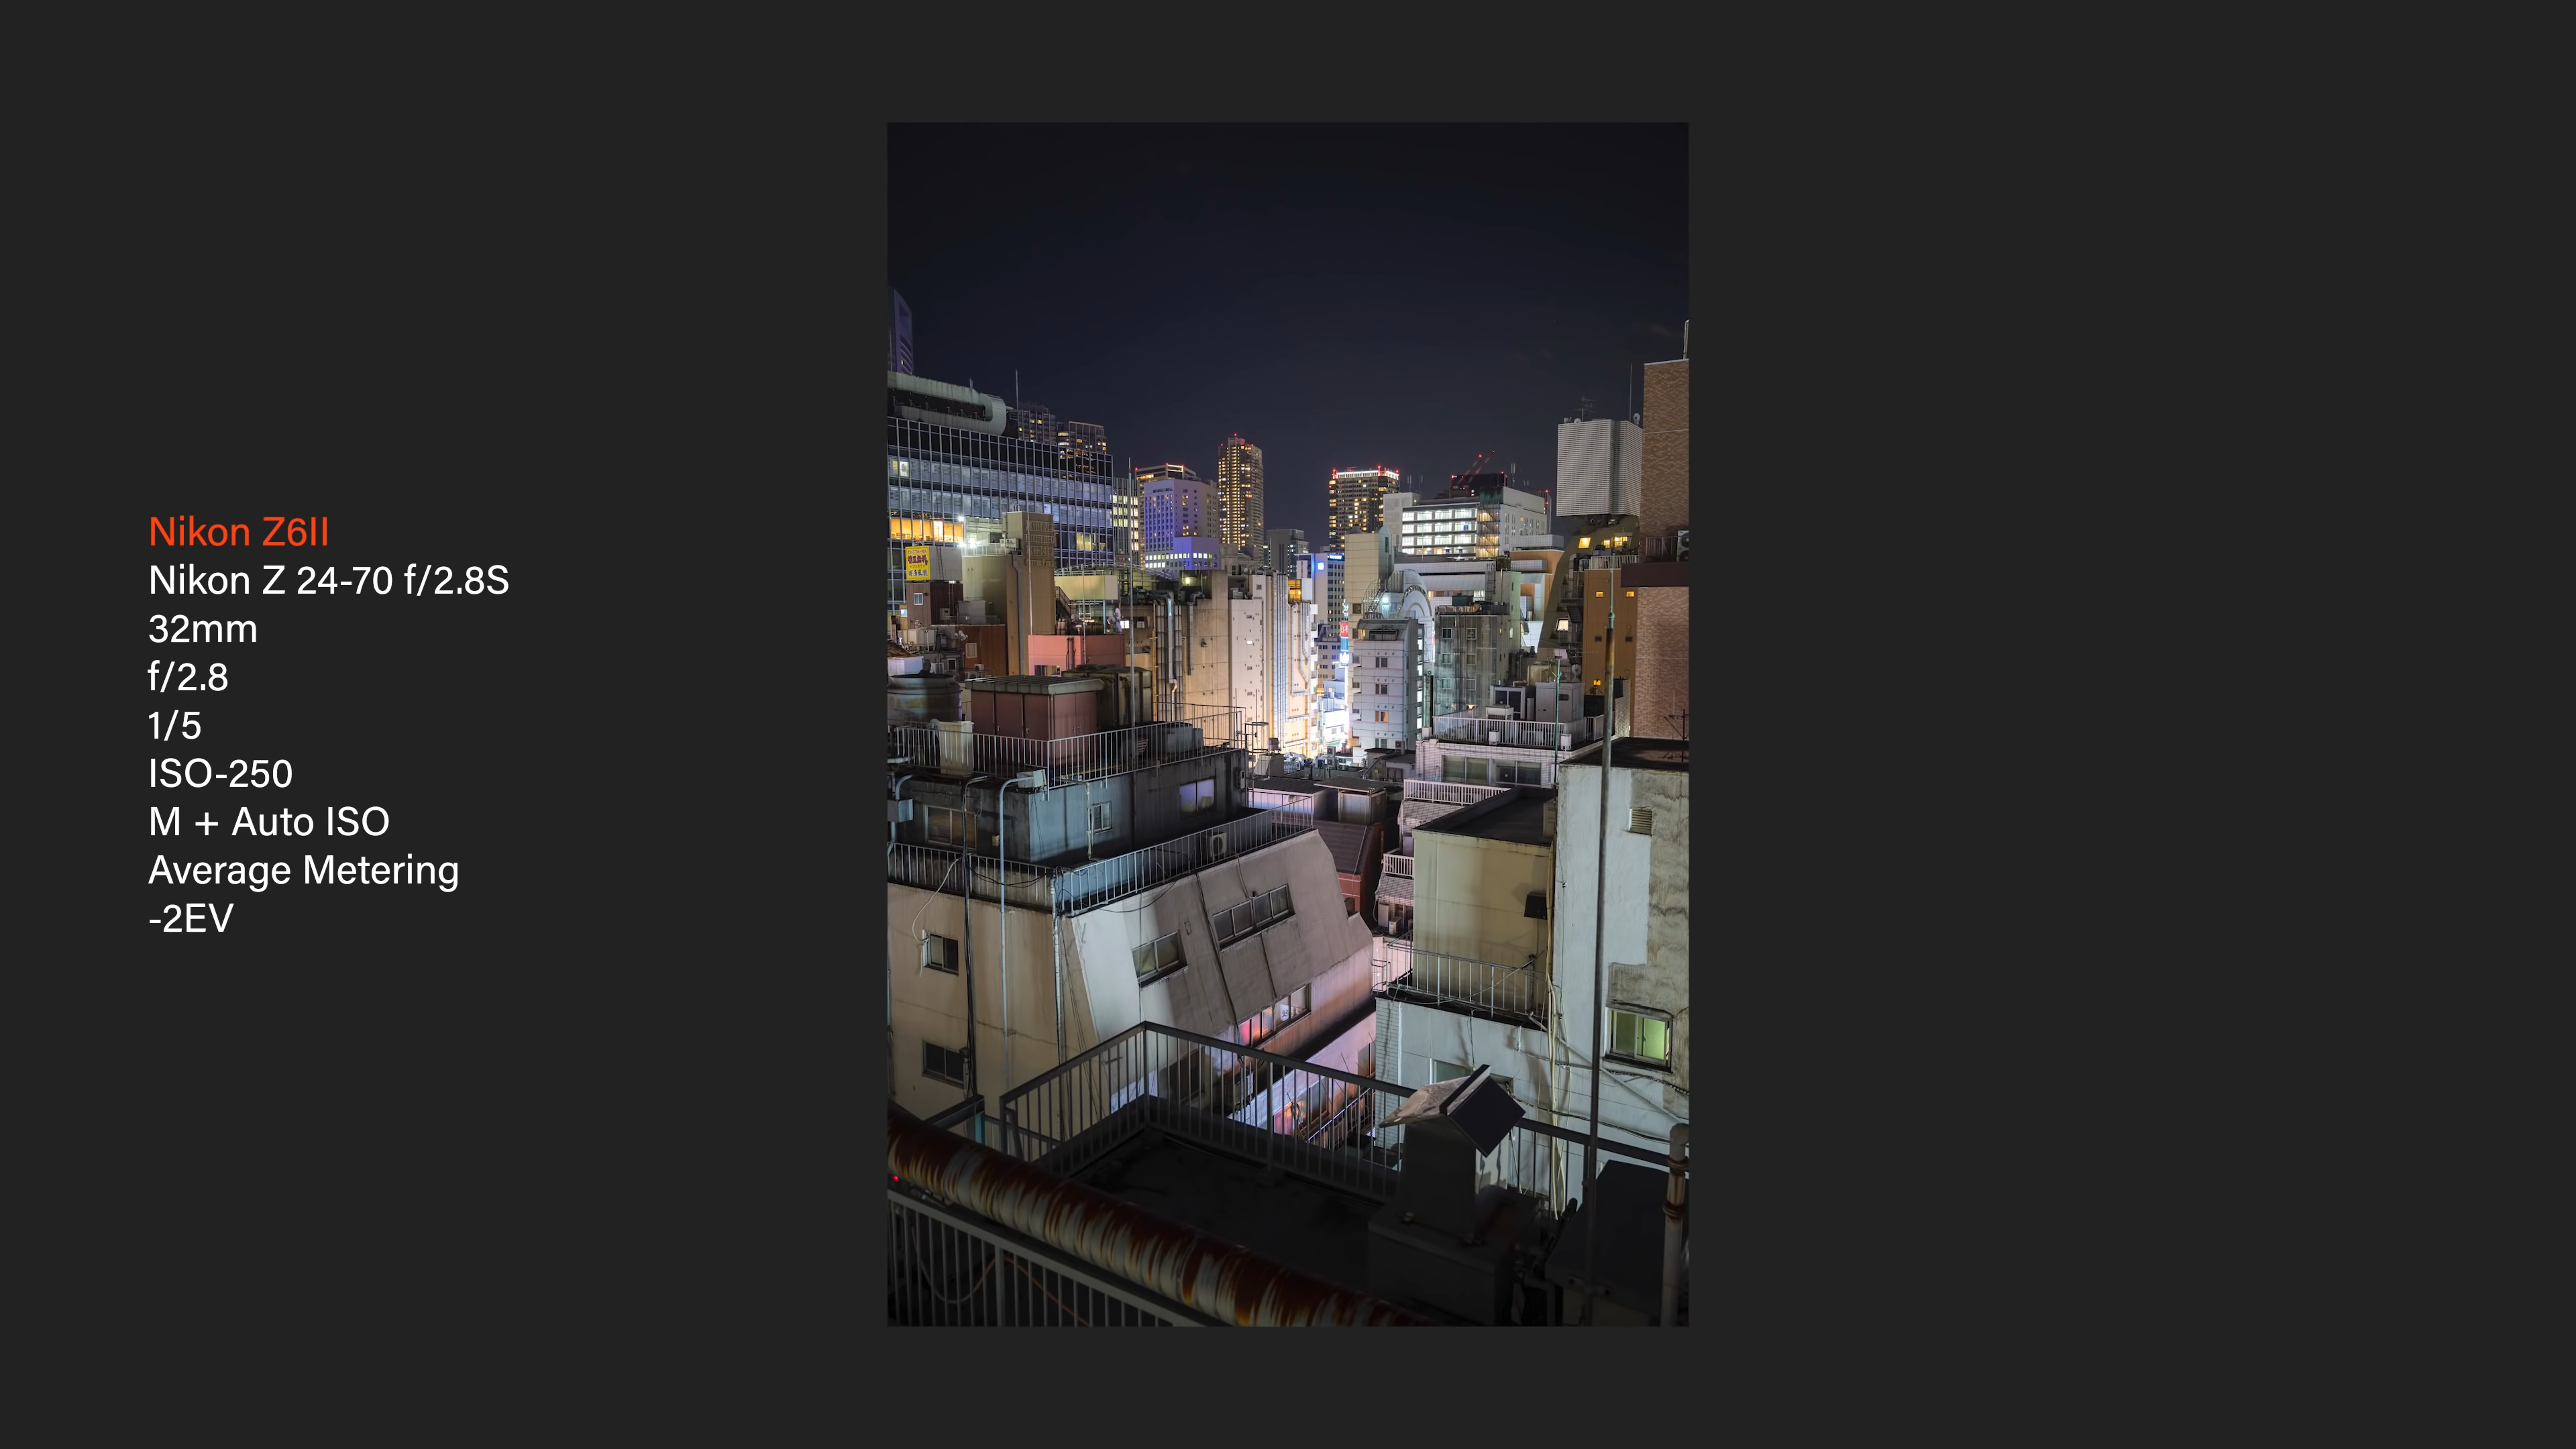 Nikon Z6II
Nikon Z 24-70 f/2.8S
32mm
f/2.8
1/5
ISO-250
M + Auto ISO
Average Metering
-2EV